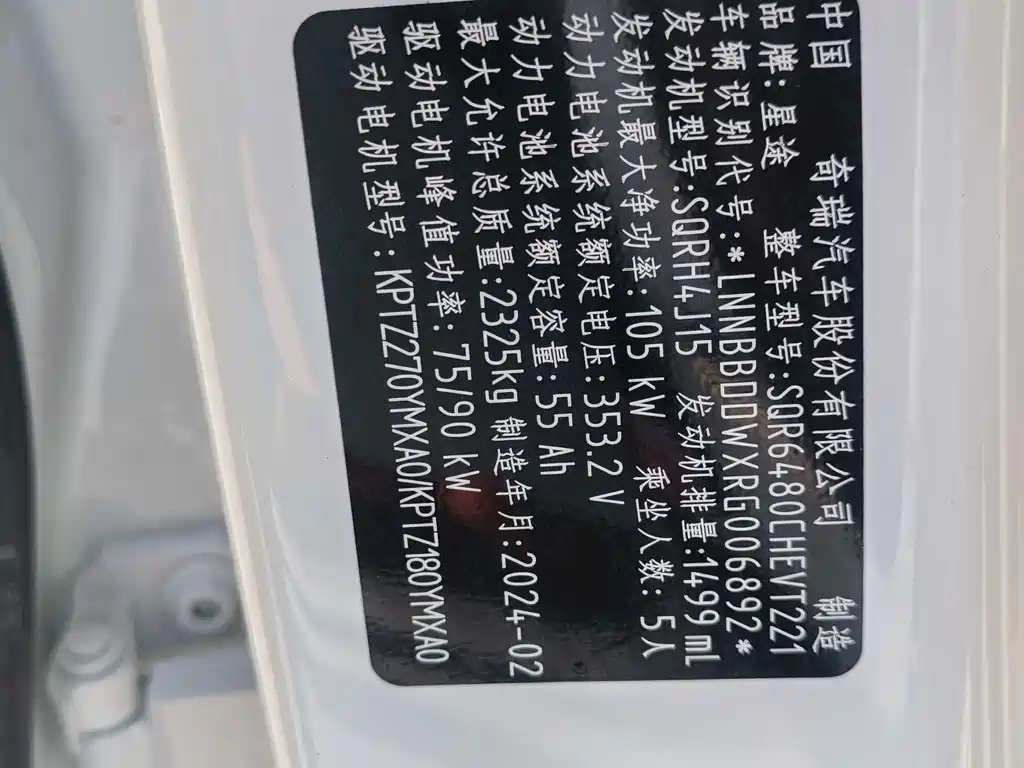 中国 奇瑞汽车股份有限公司 制造
品牌:星途 整车型号:SQR6480CHEVT221
车辆识别代号:*LNNBBDDWXRG006892*
发动机型号:SQRH4J15 发动机排量:1499 mL
发动机最大净功率:105 kW 乘坐人数:5人
动力电池系统额定电压:353.2 V
动力电池系统额定容量:55 Ah
最大允许总质量:2325kg 制造年月:2024-02
驱动电机峰值功率:75/90 kW
驱动电机型号:KPTZ270YMXA0/KPTZ180YMXA0